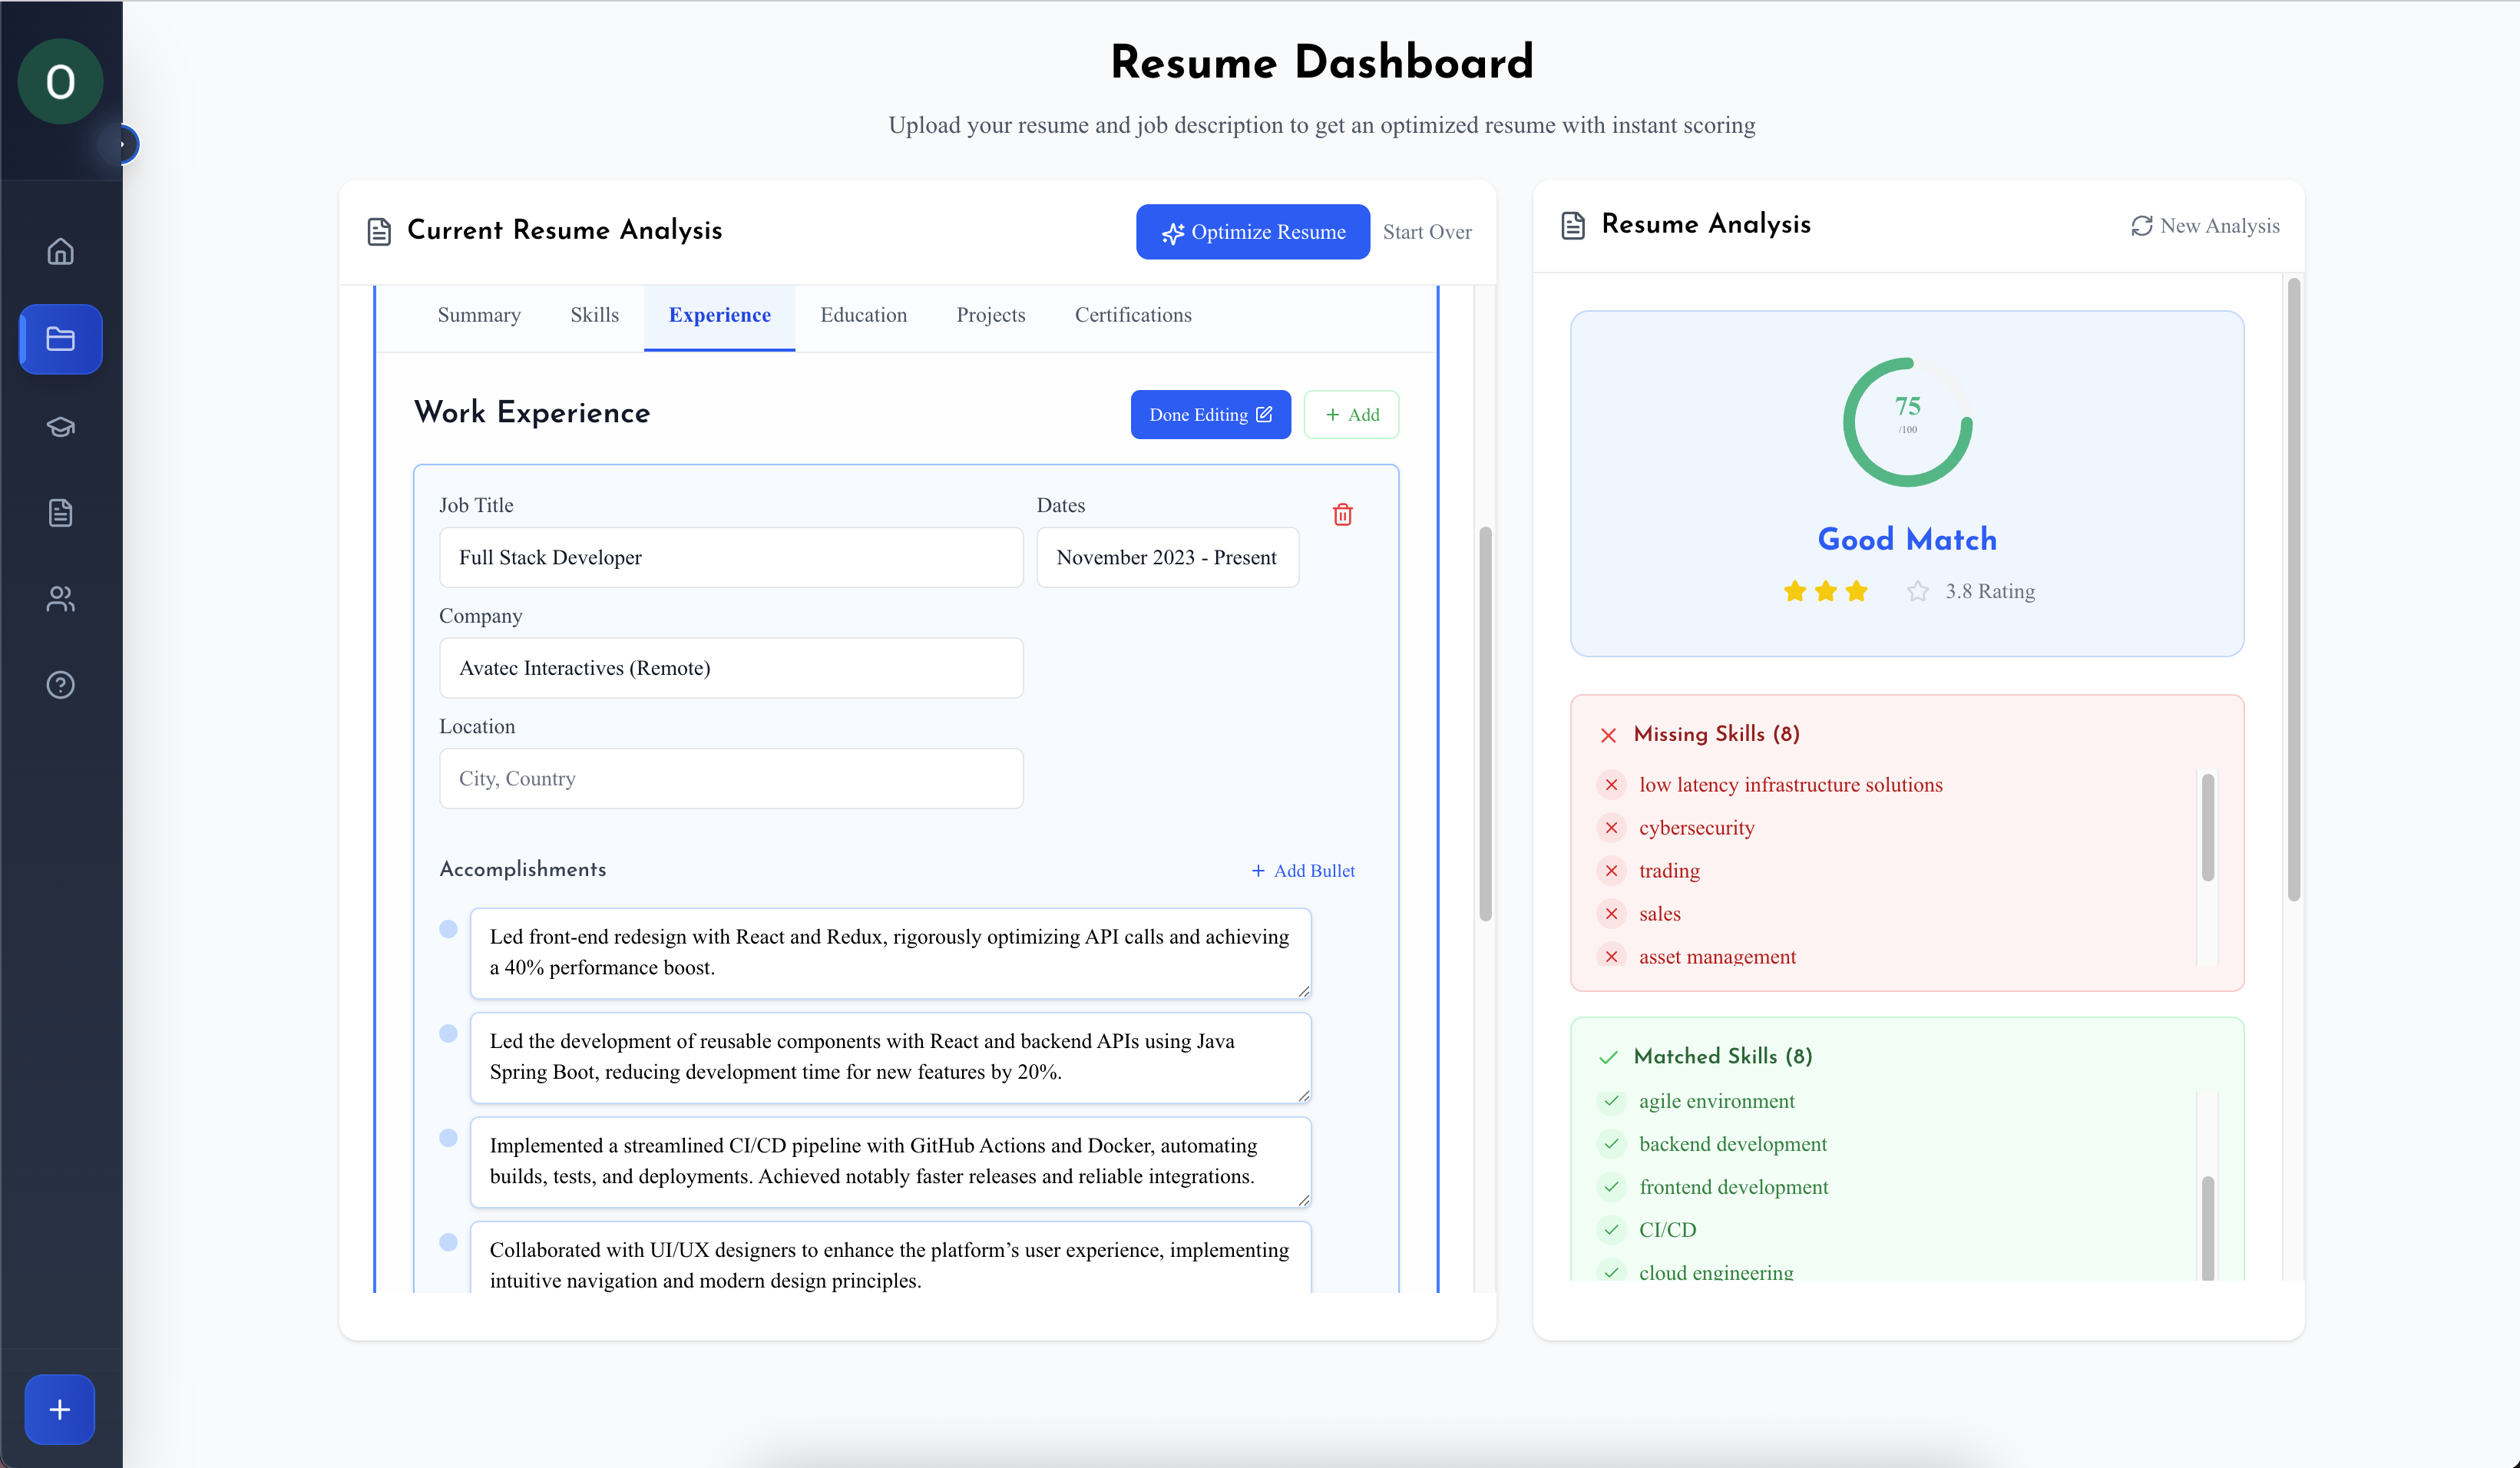 O
Resume Dashboard
Upload your resume and job description to get an optimized resume with instant scoring
Current Resume Analysis
Optimize Resume
Start Over
Summary
Skills
Experience
Education
Projects
Certifications
Work Experience
Done Editing
+ Add
Job Title
Dates
Full Stack Developer
November 2023 - Present
Company
Avatec Interactives (Remote)
Location
City, Country
Accomplishments
+ Add Bullet
Led front-end redesign with React and Redux, rigorously optimizing API calls and achieving
a 40% performance boost.
Led the development of reusable components with React and backend APIs using Java
Spring Boot, reducing development time for new features by 20%.
Implemented a streamlined CI/CD pipeline with GitHub Actions and Docker, automating
builds, tests, and deployments. Achieved notably faster releases and reliable integrations.
Collaborated with UI/UX designers to enhance the platform’s user experience, implementing
intuitive navigation and modern design principles.
Resume Analysis
New Analysis
75
/100
Good Match
3.8 Rating
Missing Skills (8)
low latency infrastructure solutions
cybersecurity
trading
sales
asset management
Matched Skills (8)
agile environment
backend development
frontend development
CI/CD
cloud engineering